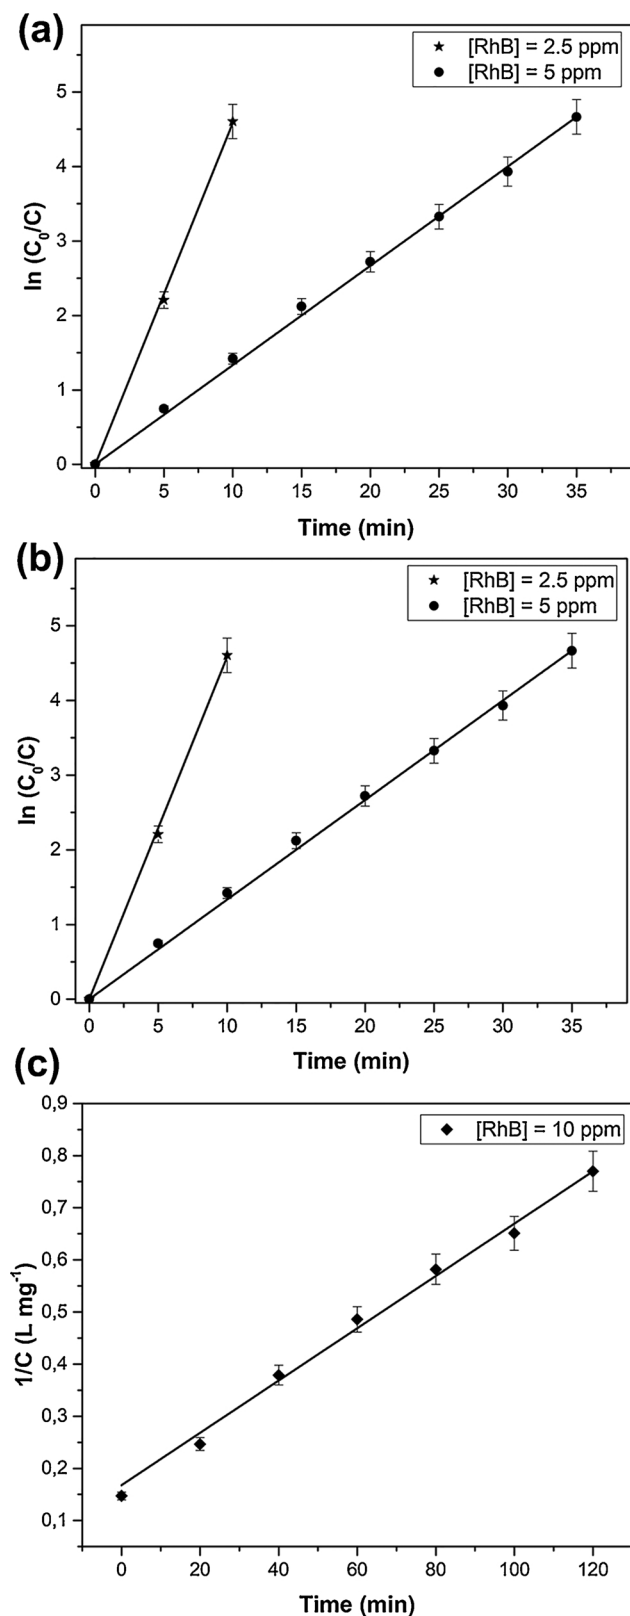 (a)
[RhB] = 2.5 ppm
[RhB] = 5 ppm
5
4
3
2
1
0
ln (C₀/C)
0 5 10 15 20 25 30 35
Time (min)
(b)
[RhB] = 2.5 ppm
[RhB] = 5 ppm
5
4
3
2
1
0
ln (C₀/C)
0 5 10 15 20 25 30 35
Time (min)
(c)
[RhB] = 10 ppm
0,9
0,8
0,7
0,6
0,5
0,4
0,3
0,2
0,1
1/C (L mg⁻¹)
0 20 40 60 80 100 120
Time (min)